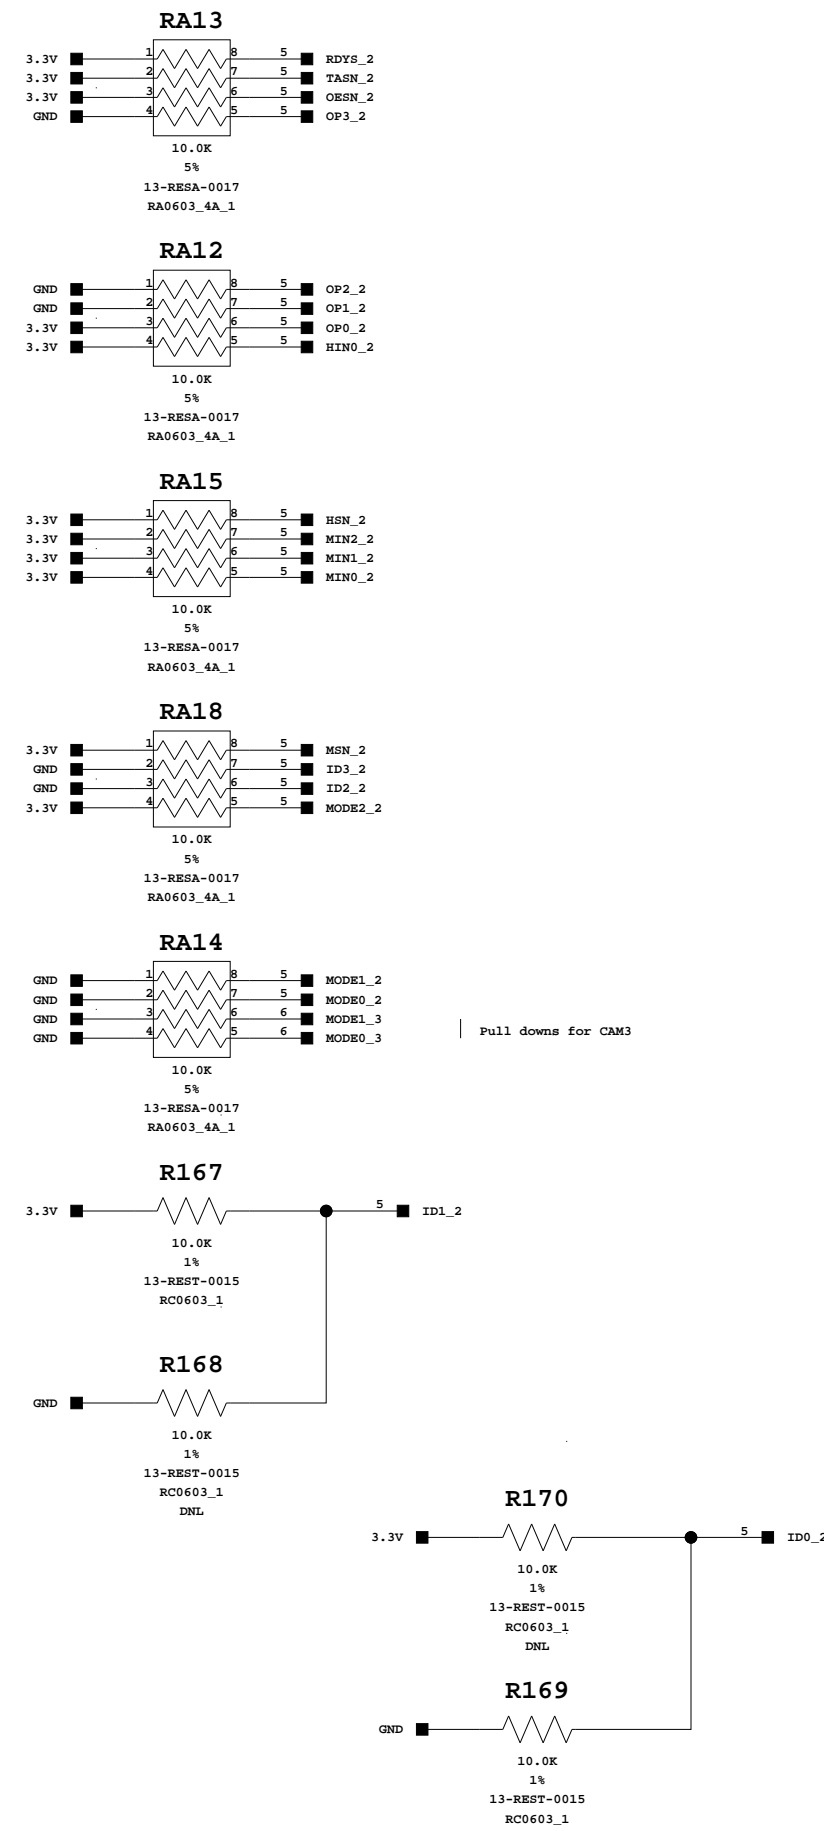 RA13
3.3V 1 8 5 RDYS_2
3.3V 2 7 5 TASN_2
3.3V 3 6 5 OESN_2
GND 4 5 5 OP3_2
10.0K
5%
13-RESA-0017
RA0603_4A_1
RA12
GND 1 8 5 OP2_2
GND 2 7 5 OP1_2
3.3V 3 6 5 OP0_2
3.3V 4 5 5 HIN0_2
10.0K
5%
13-RESA-0017
RA0603_4A_1
RA15
3.3V 1 8 5 HSN_2
3.3V 2 7 5 MIN2_2
3.3V 3 6 5 MIN1_2
3.3V 4 5 5 MIN0_2
10.0K
5%
13-RESA-0017
RA0603_4A_1
RA18
3.3V 1 8 5 MSN_2
GND 2 7 5 ID3_2
GND 3 6 5 ID2_2
3.3V 4 5 5 MODE2_2
10.0K
5%
13-RESA-0017
RA0603_4A_1
RA14
GND 1 8 5 MODE1_2
GND 2 7 5 MODE0_2
GND 3 6 6 MODE1_3
GND 4 5 6 MODE0_3
Pull downs for CAM3
10.0K
5%
13-RESA-0017
RA0603_4A_1
R167
3.3V 5 ID1_2
10.0K
1%
13-REST-0015
RC0603_1
R168
GND
10.0K
1%
13-REST-0015
RC0603_1
DNL
R170
3.3V 5 ID0_2
10.0K
1%
13-REST-0015
RC0603_1
DNL
R169
GND
10.0K
1%
13-REST-0015
RC0603_1